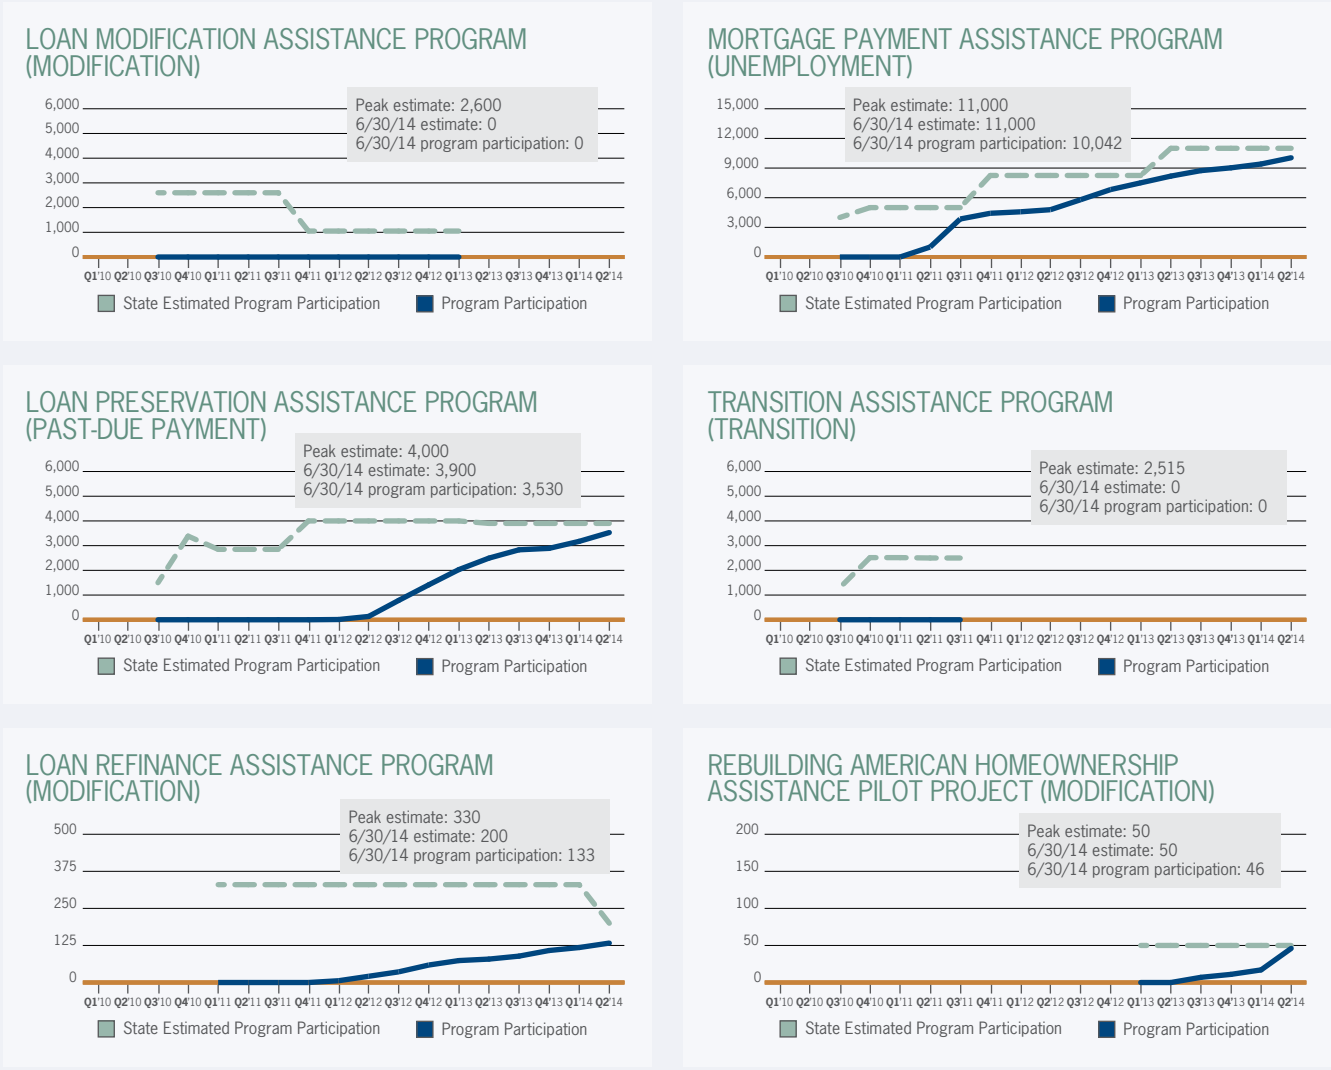 LOAN MODIFICATION ASSISTANCE PROGRAM
(MODIFICATION)
Peak estimate: 2,600
6/30/14 estimate: 0
6/30/14 program participation: 0
6,000
5,000
4,000
3,000
2,000
1,000
0
Q1'10 Q2'10 Q3'10 Q4'10 Q1'11 Q2'11 Q3'11 Q4'11 Q1'12 Q2'12 Q3'12 Q4'12 Q1'13 Q2'13 Q3'13 Q4'13 Q1'14 Q2'14
State Estimated Program Participation Program Participation
MORTGAGE PAYMENT ASSISTANCE PROGRAM
(UNEMPLOYMENT)
Peak estimate: 11,000
6/30/14 estimate: 11,000
6/30/14 program participation: 10,042
15,000
12,000
9,000
6,000
3,000
0
Q1'10 Q2'10 Q3'10 Q4'10 Q1'11 Q2'11 Q3'11 Q4'11 Q1'12 Q2'12 Q3'12 Q4'12 Q1'13 Q2'13 Q3'13 Q4'13 Q1'14 Q2'14
State Estimated Program Participation Program Participation
LOAN PRESERVATION ASSISTANCE PROGRAM
(PAST-DUE PAYMENT)
Peak estimate: 4,000
6/30/14 estimate: 3,900
6/30/14 program participation: 3,530
6,000
5,000
4,000
3,000
2,000
1,000
0
Q1'10 Q2'10 Q3'10 Q4'10 Q1'11 Q2'11 Q3'11 Q4'11 Q1'12 Q2'12 Q3'12 Q4'12 Q1'13 Q2'13 Q3'13 Q4'13 Q1'14 Q2'14
State Estimated Program Participation Program Participation
TRANSITION ASSISTANCE PROGRAM
(TRANSITION)
Peak estimate: 2,515
6/30/14 estimate: 0
6/30/14 program participation: 0
6,000
5,000
4,000
3,000
2,000
1,000
0
Q1'10 Q2'10 Q3'10 Q4'10 Q1'11 Q2'11 Q3'11 Q4'11 Q1'12 Q2'12 Q3'12 Q4'12 Q1'13 Q2'13 Q3'13 Q4'13 Q1'14 Q2'14
State Estimated Program Participation Program Participation
LOAN REFINANCE ASSISTANCE PROGRAM
(MODIFICATION)
Peak estimate: 330
6/30/14 estimate: 200
6/30/14 program participation: 133
500
375
250
125
0
Q1'10 Q2'10 Q3'10 Q4'10 Q1'11 Q2'11 Q3'11 Q4'11 Q1'12 Q2'12 Q3'12 Q4'12 Q1'13 Q2'13 Q3'13 Q4'13 Q1'14 Q2'14
State Estimated Program Participation Program Participation
REBUILDING AMERICAN HOMEOWNERSHIP
ASSISTANCE PILOT PROJECT (MODIFICATION)
Peak estimate: 50
6/30/14 estimate: 50
6/30/14 program participation: 46
200
150
100
50
0
Q1'10 Q2'10 Q3'10 Q4'10 Q1'11 Q2'11 Q3'11 Q4'11 Q1'12 Q2'12 Q3'12 Q4'12 Q1'13 Q2'13 Q3'13 Q4'13 Q1'14 Q2'14
State Estimated Program Participation Program Participation